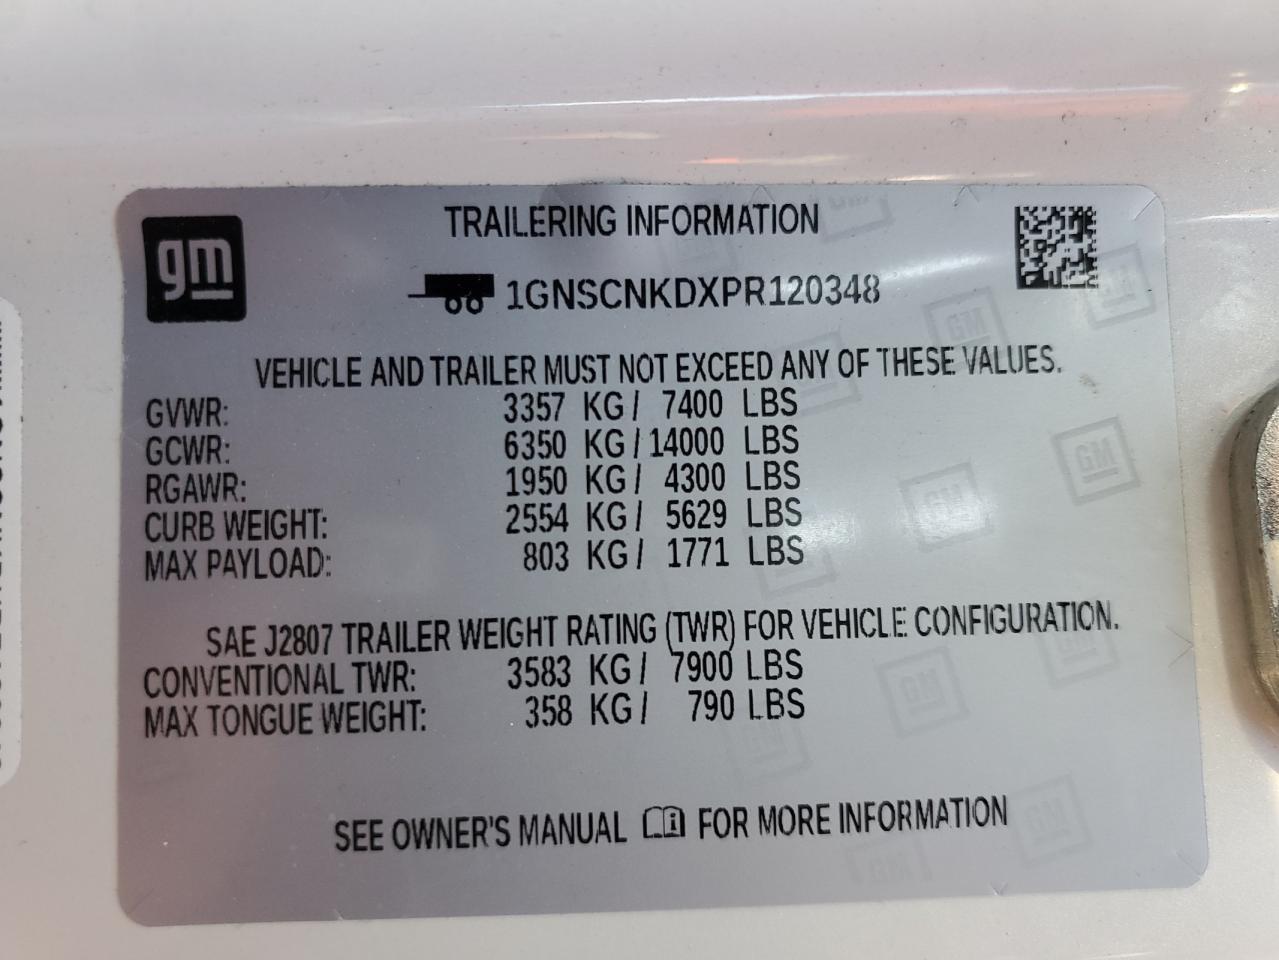 gm
TRAILERING INFORMATION
1GNSCNKDXPR120348
VEHICLE AND TRAILER MUST NOT EXCEED ANY OF THESE VALUES.
GVWR: 3357 KG / 7400 LBS
GCWR: 6350 KG / 14000 LBS
RGAWR: 1950 KG / 4300 LBS
CURB WEIGHT: 2554 KG / 5629 LBS
MAX PAYLOAD: 803 KG / 1771 LBS
SAE J2807 TRAILER WEIGHT RATING (TWR) FOR VEHICLE CONFIGURATION.
CONVENTIONAL TWR: 3583 KG / 7900 LBS
MAX TONGUE WEIGHT: 358 KG / 790 LBS
SEE OWNER'S MANUAL FOR MORE INFORMATION